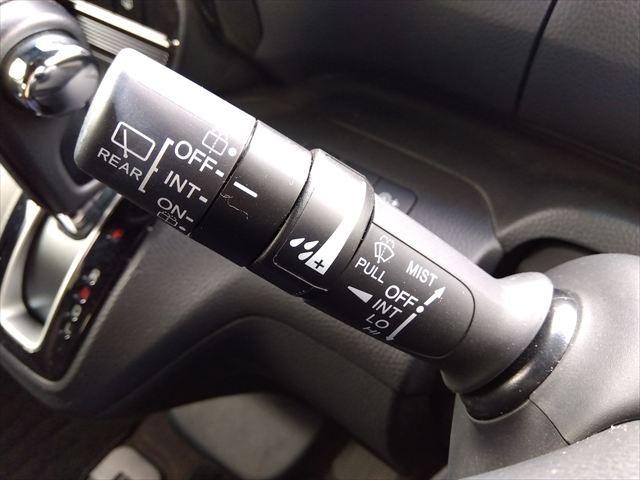 REAR
OFF
INT
ON
PULL
MIST
OFF
INT
LO
HI